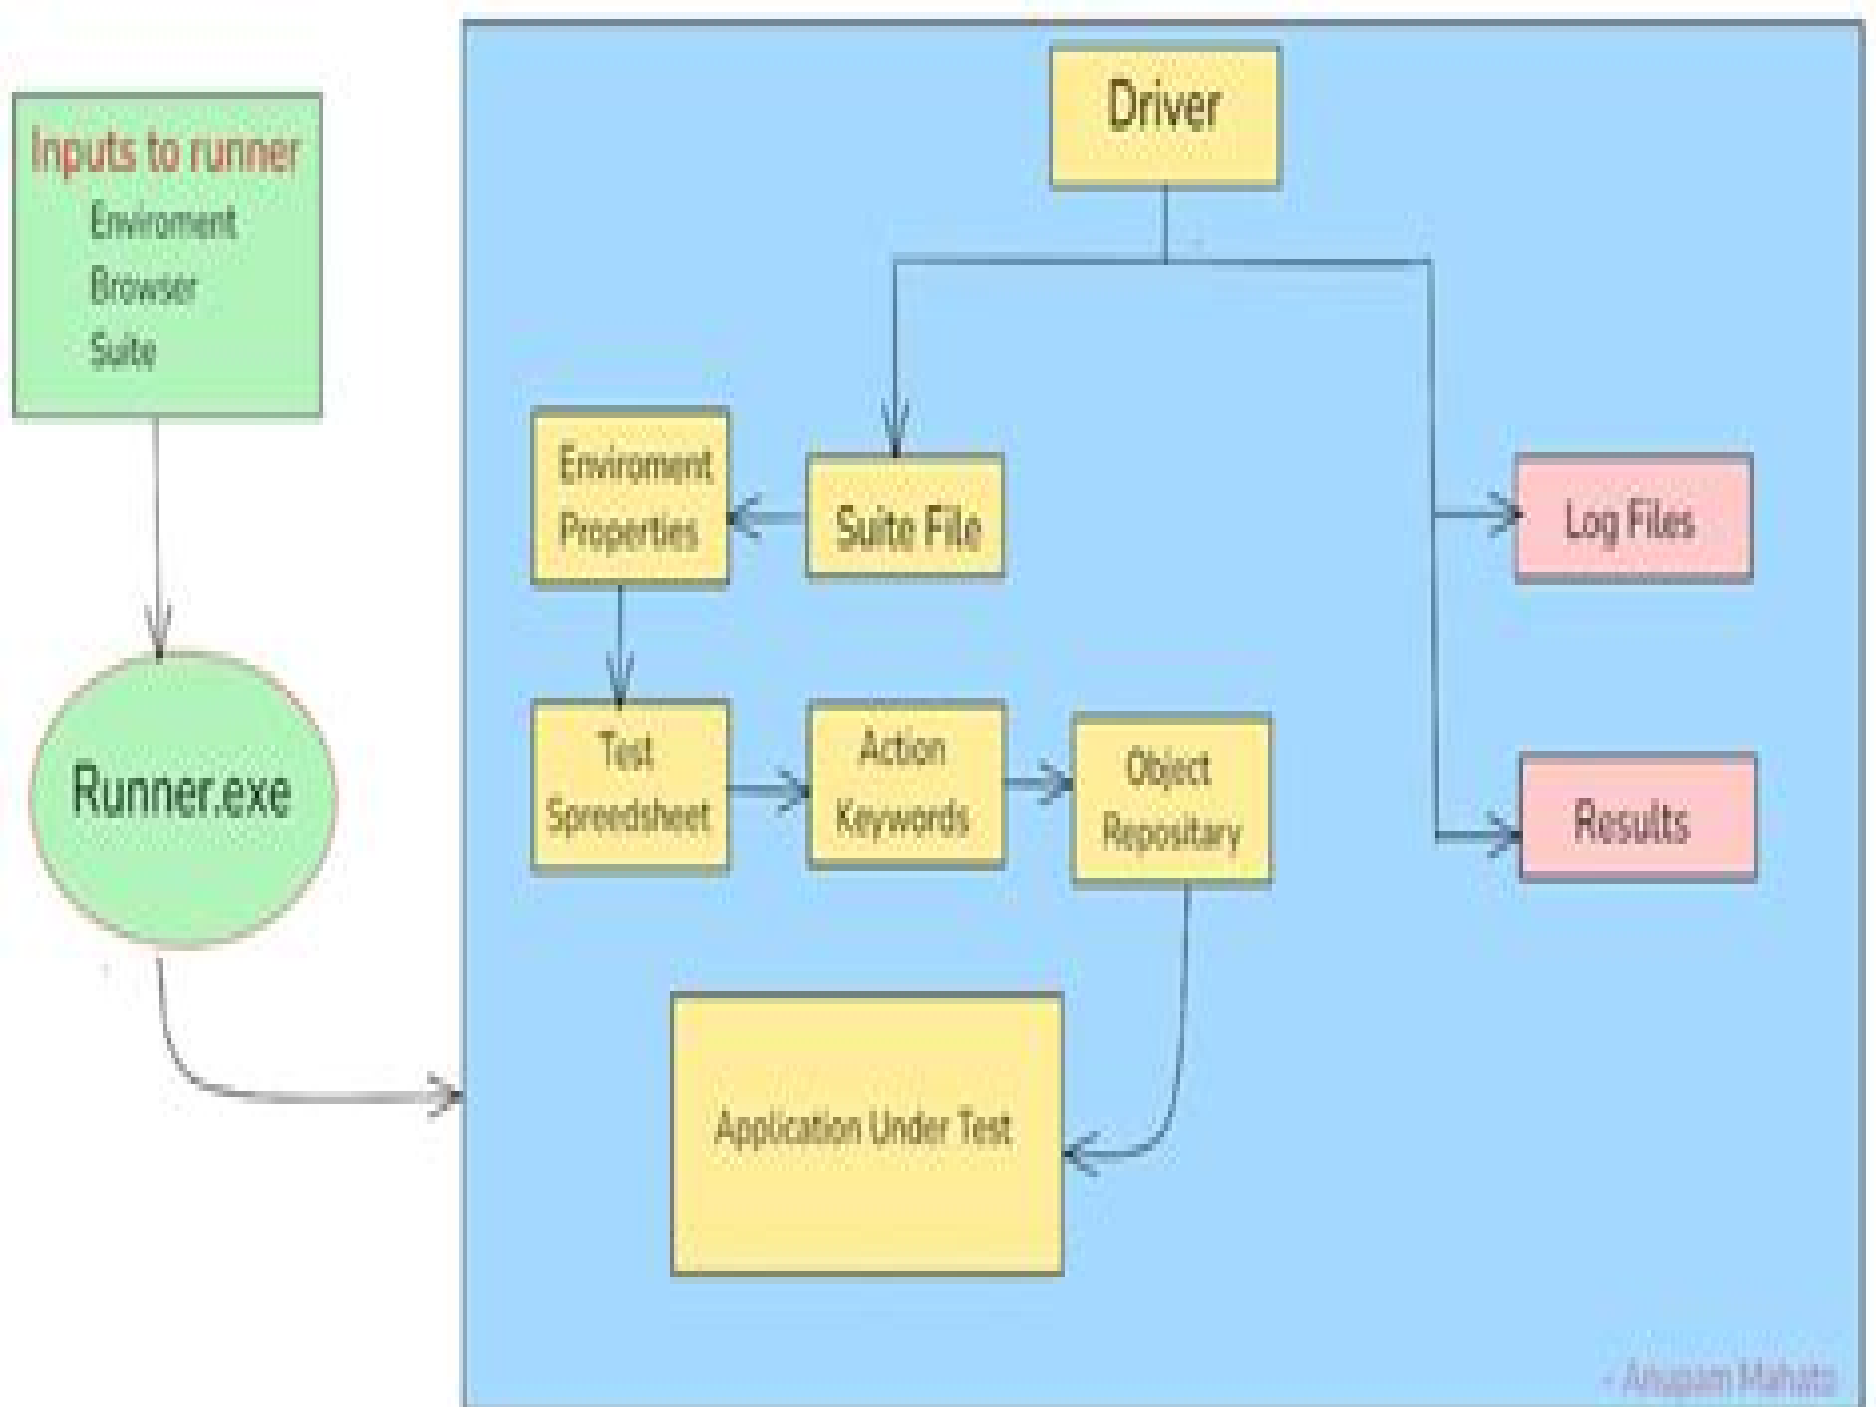 Inputs to runner
Enviroment
Browser
Suite
Runner.exe
Driver
Enviroment
Properties
Suite File
Log Files
Test
Spreedsheet
Action
Keywords
Object
Repositary
Results
Application Under Test
- Anupam Mahato